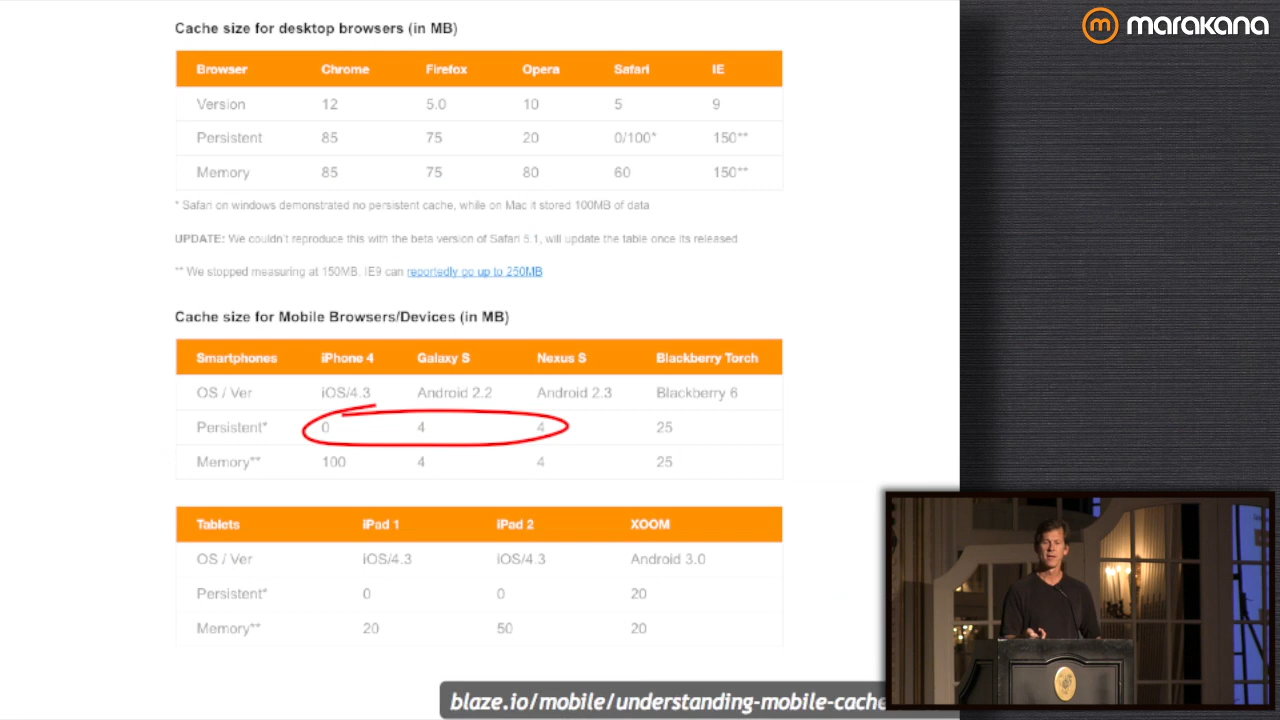 Cache size for desktop browsers (in MB)
Browser Chrome Firefox Opera Safari IE
Version 12 5.0 10 5 9
Persistent 85 75 20 0/100* 150**
Memory 85 75 80 60 150**
* Safari on windows demonstrated no persistent cache, while on Mac it stored 100MB of data
UPDATE: We couldn't reproduce this with the beta version of Safari 5.1, will update the table once its released
** We stopped measuring at 150MB. IE9 can reportedly go up to 250MB
Cache size for Mobile Browsers/Devices (in MB)
Smartphones iPhone 4 Galaxy S Nexus S Blackberry Torch
OS / Ver iOS/4.3 Android 2.2 Android 2.3 Blackberry 6
Persistent* 0 4 4 25
Memory** 100 4 4 25
Tablets iPad 1 iPad 2 XOOM
OS / Ver iOS/4.3 iOS/4.3 Android 3.0
Persistent* 0 0 20
Memory** 20 50 20
blaze.io/mobile/understanding-mobile-cache
m marakana